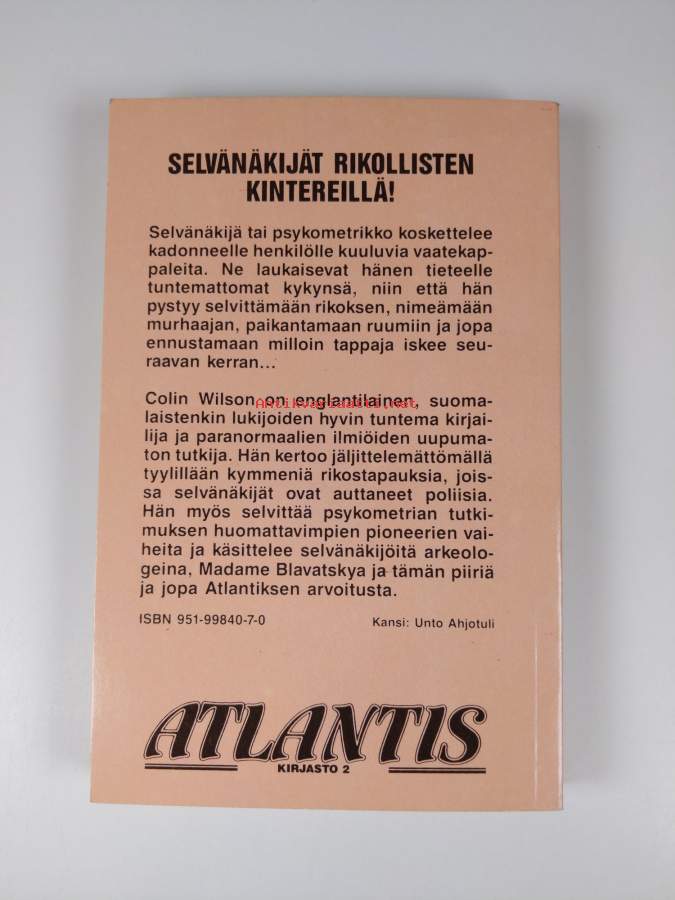 SELVÄNÄKIJÄT RIKOLLISTEN
KINTEREILLÄ!
Selvänäkijä tai psykometrikko koskettelee
kadonneelle henkilölle kuuluvia vaatekap-
paleita. Ne laukaisevat hänen tieteelle
tuntemattomat kykynsä, niin että hän
pystyy selvittämään rikoksen, nimeämään
murhaajan, paikantamaan ruumiin ja jopa
ennustamaan milloin tappaja iskee seu-
raavan kerran...
Colin Wilson on englantilainen, suoma-
Antikvariaatti.net
laistenkin lukijoiden hyvin tuntema kirjai-
lija ja paranormaalien ilmiöiden uupuma-
ton tutkija. Hän kertoo jäljittelemättömällä
tyylillään kymmeniä rikostapauksia, jois-
sa selvänäkijät ovat auttaneet poliisia.
Hän myös selvittää psykometrian tutki-
muksen huomattavimpien pioneerien vai-
heita ja käsittelee selvänäkijöitä arkeolo-
geina, Madame Blavatskya ja tämän piiriä
ja jopa Atlantiksen arvoitusta.
ISBN 951-99840-7-0 Kansi: Unto Ahjotuli
ATLANTIS
KIRJASTO 2